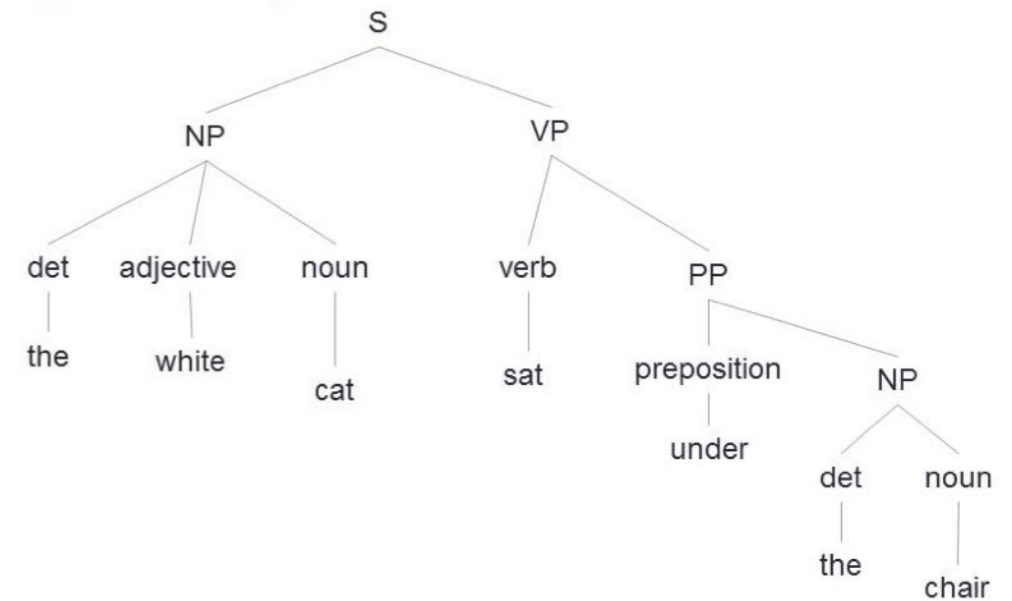 S
NP VP
det adjective noun verb PP
the white cat sat preposition NP
under det noun
the chair